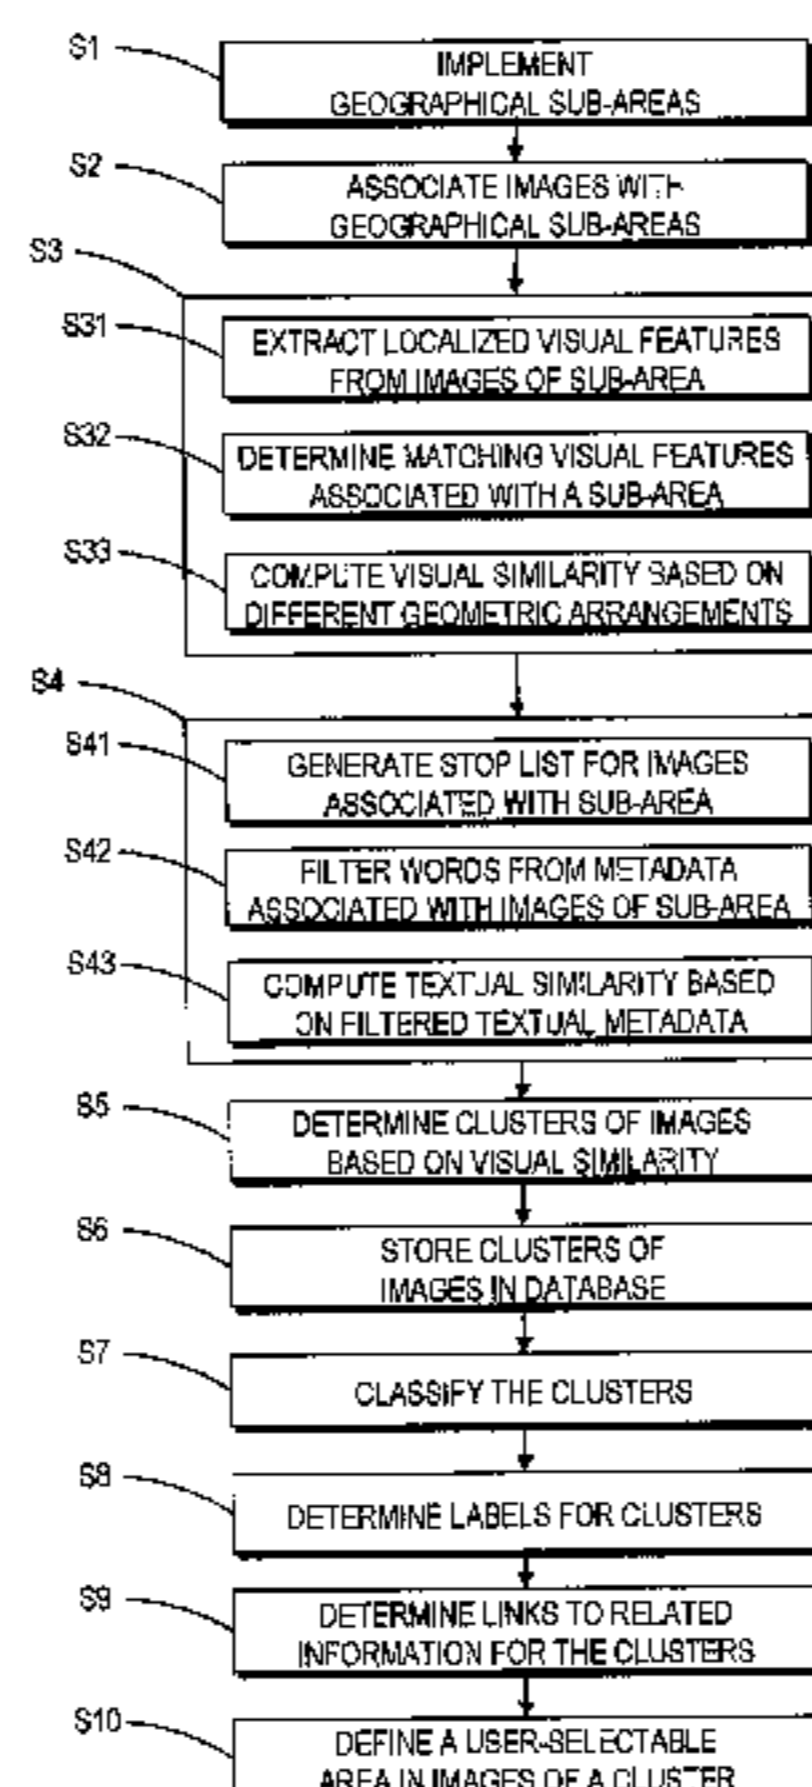 S1
IMPLEMENT
GEOGRAPHICAL SUB-AREAS
S2
ASSOCIATE IMAGES WITH
GEOGRAPHICAL SUB-AREAS
S3
S31
EXTRACT LOCALIZED VISUAL FEATURES
FROM IMAGES OF SUB-AREA
S32
DETERMINE MATCHING VISUAL FEATURES
ASSOCIATED WITH A SUB-AREA
S33
COMPUTE VISUAL SIMILARITY BASED ON
DIFFERENT GEOMETRIC ARRANGEMENTS
S4
S41
GENERATE STOP LIST FOR IMAGES
ASSOCIATED WITH SUB-AREA
S42
FILTER WORDS FROM METADATA
ASSOCIATED WITH IMAGES OF SUB-AREA
S43
COMPUTE TEXTUAL SIMILARITY BASED
ON FILTERED TEXTUAL METADATA
S5
DETERMINE CLUSTERS OF IMAGES
BASED ON VISUAL SIMILARITY
S6
STORE CLUSTERS OF
IMAGES IN DATABASE
S7
CLASSIFY THE CLUSTERS
S8
DETERMINE LABELS FOR CLUSTERS
S9
DETERMINE LINKS TO RELATED
INFORMATION FOR THE CLUSTERS
S10
DEFINE A USER-SELECTABLE
AREA IN IMAGES OF A CLUSTER